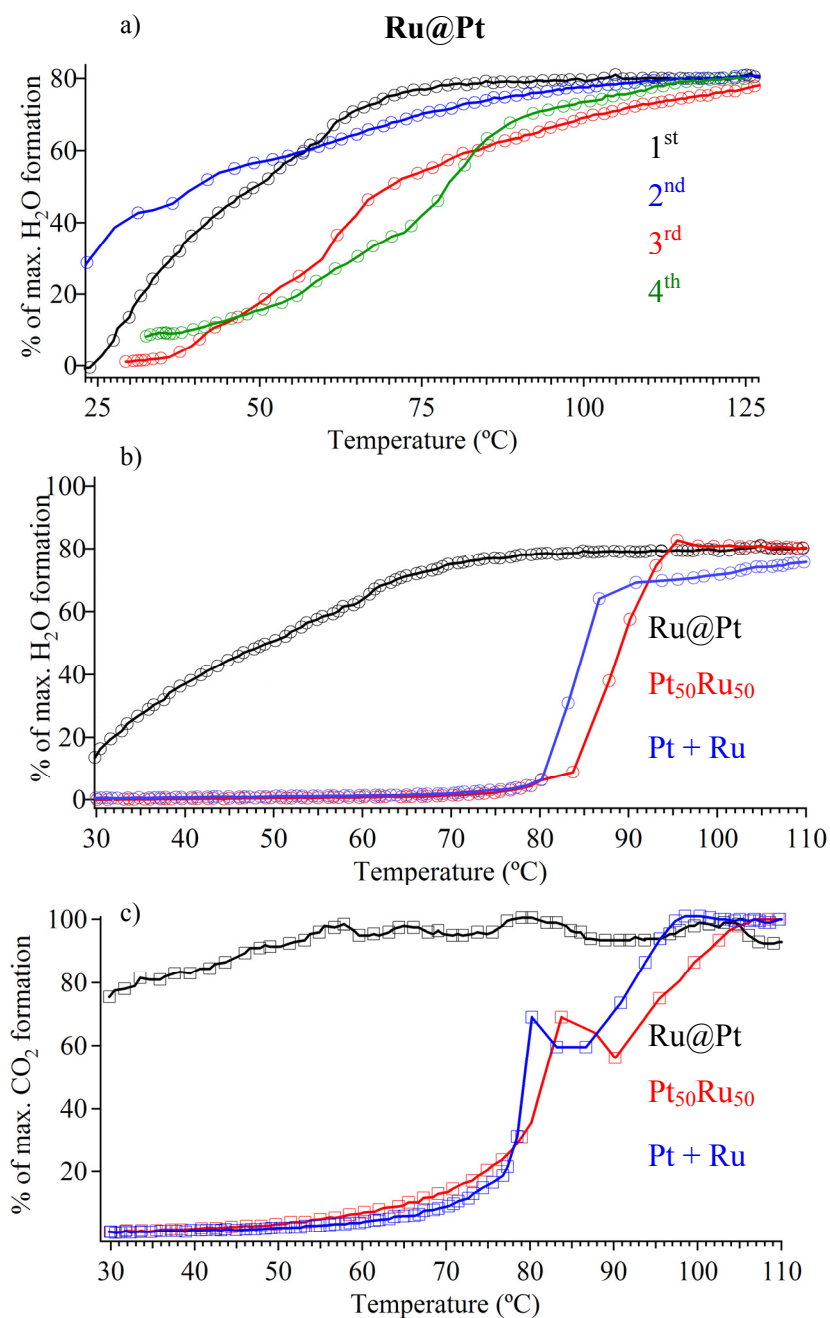 a)
Ru@Pt
% of max. H2O formation
80
60
40
20
0
1st
2nd
3rd
4th
25
50
75
100
125
Temperature (ºC)
b)
% of max. H2O formation
100
80
60
40
20
0
Ru@Pt
Pt50Ru50
Pt + Ru
30
40
50
60
70
80
90
100
110
Temperature (ºC)
c)
% of max. CO2 formation
100
80
60
40
20
Ru@Pt
Pt50Ru50
Pt + Ru
30
40
50
60
70
80
90
100
110
Temperature (ºC)